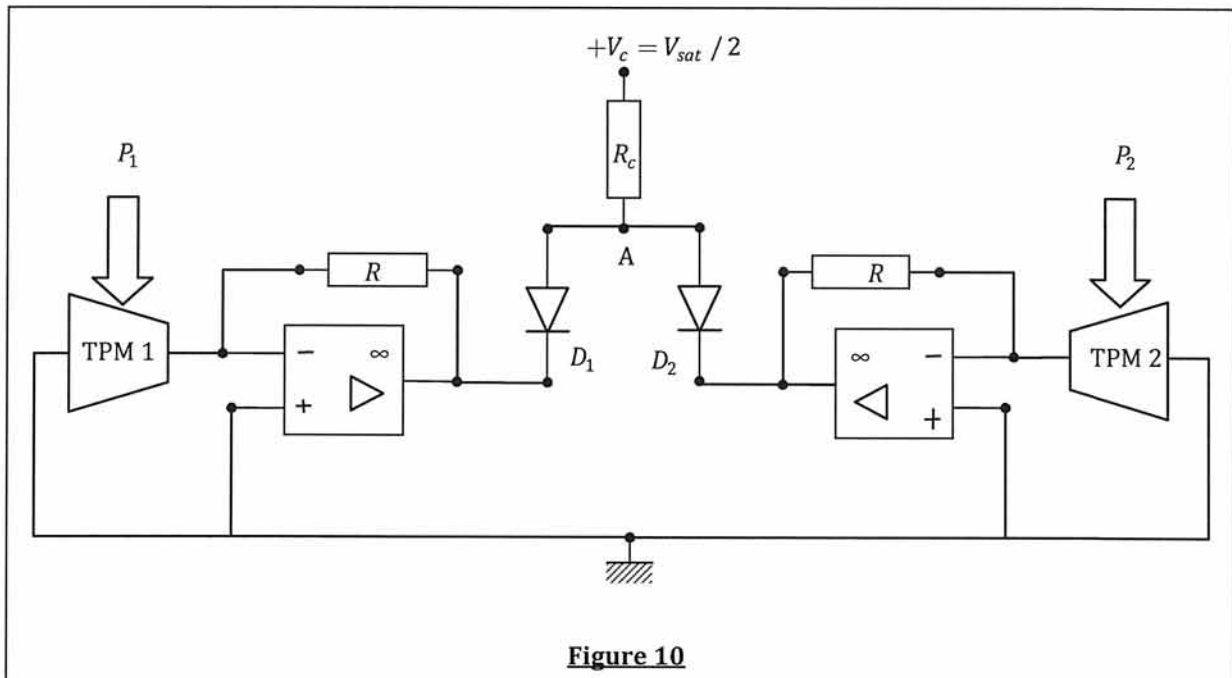 +V_c = V_sat / 2
R_c
P_1
P_2
A
R
R
TPM 1
− ∞
+
D_1
D_2
∞ −
+
TPM 2
Figure 10